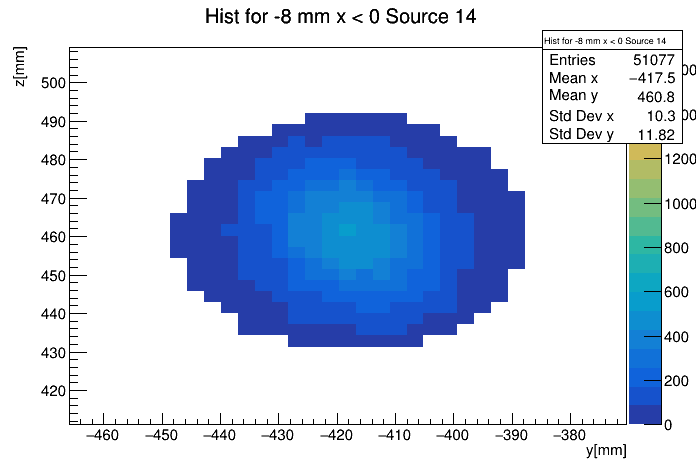 Hist for -8 mm x < 0 Source 14
Hist for -8 mm x < 0 Source 14
Entries 51077
Mean x −417.5
Mean y 460.8
Std Dev x 10.3
Std Dev y 11.82
z[mm]
500
490
480
470
460
450
440
430
420
−460
−450
−440
−430
−420
−410
−400
−390
−380
y[mm]
1200
1000
800
600
400
200
0